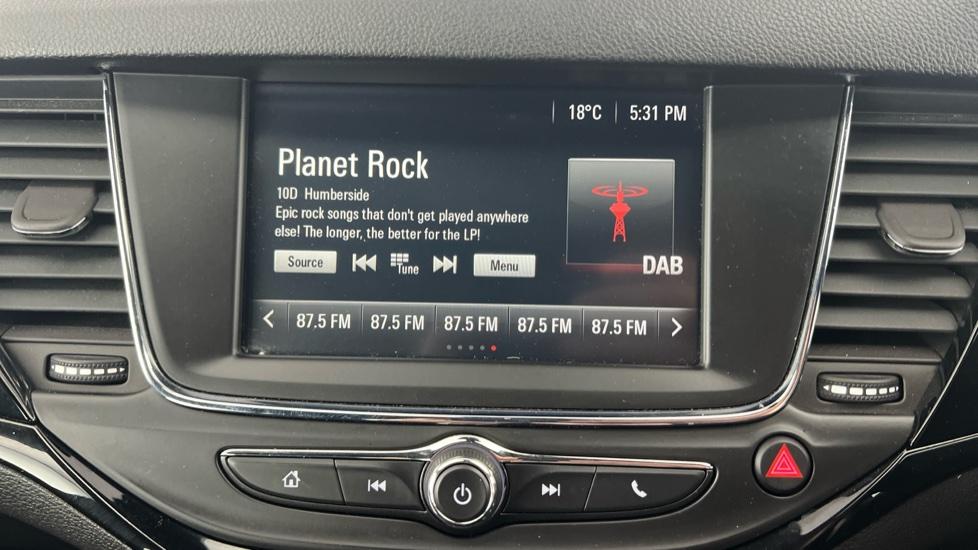 18°C 5:31 PM
Planet Rock
10D Humberside
Epic rock songs that don't get played anywhere
else! The longer, the better for the LP!
Source Tune Menu
DAB
87.5 FM 87.5 FM 87.5 FM 87.5 FM 87.5 FM